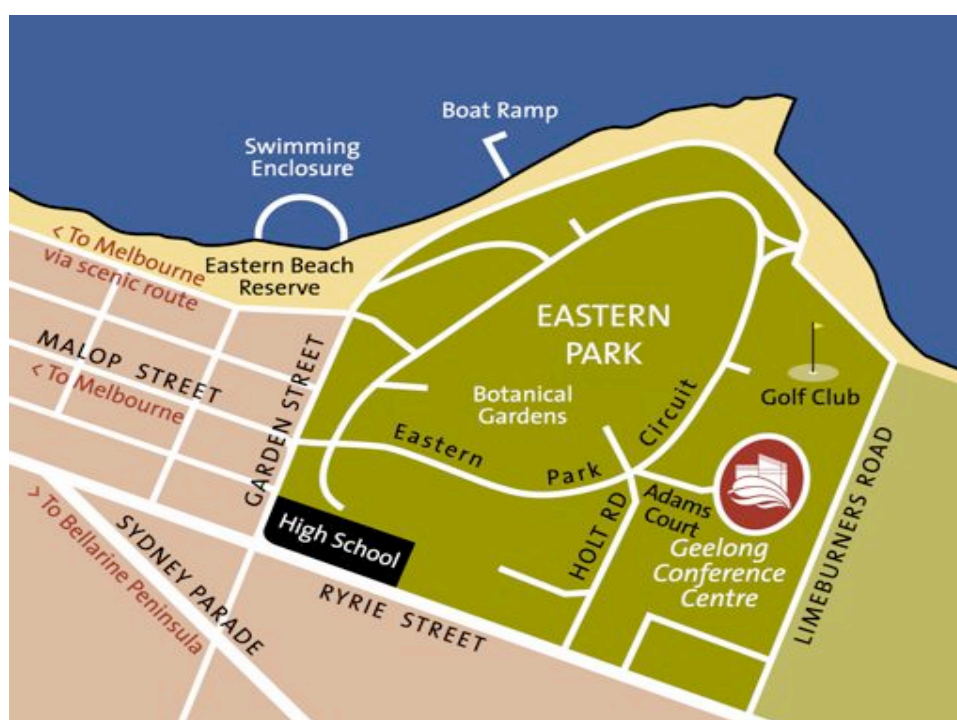 Boat Ramp
Swimming
Enclosure
< To Melbourne
via scenic route
Eastern Beach
Reserve
EASTERN
PARK
MALOP STREET
< To Melbourne
GARDEN STREET
Botanical
Gardens
Golf Club
Eastern Park Circuit
High School
HOLT RD
Adams
Court
Geelong
Conference
Centre
LIMEBURNERS ROAD
> To Bellarine Peninsula
SYDNEY PARADE
RYRIE STREET